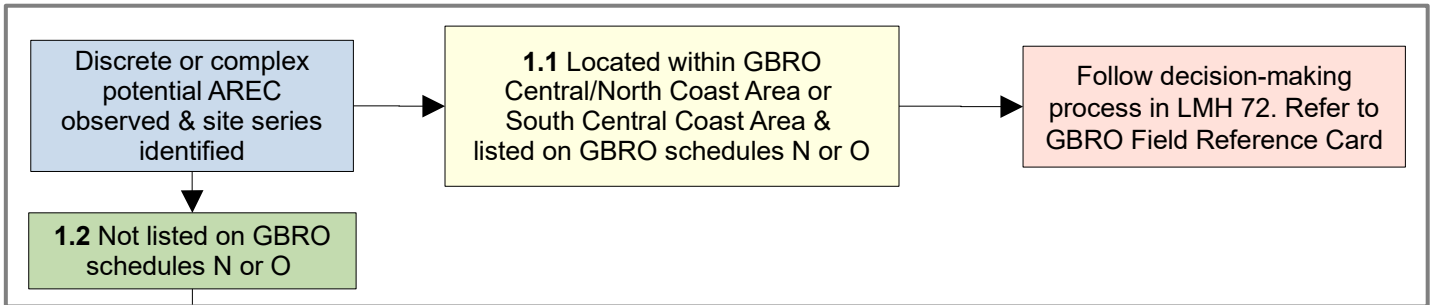 Discrete or complex
potential AREC
observed & site series
identified
1.1 Located within GBRO
Central/North Coast Area or
South Central Coast Area &
listed on GBRO schedules N or O
Follow decision-making
process in LMH 72. Refer to
GBRO Field Reference Card
1.2 Not listed on GBRO
schedules N or O